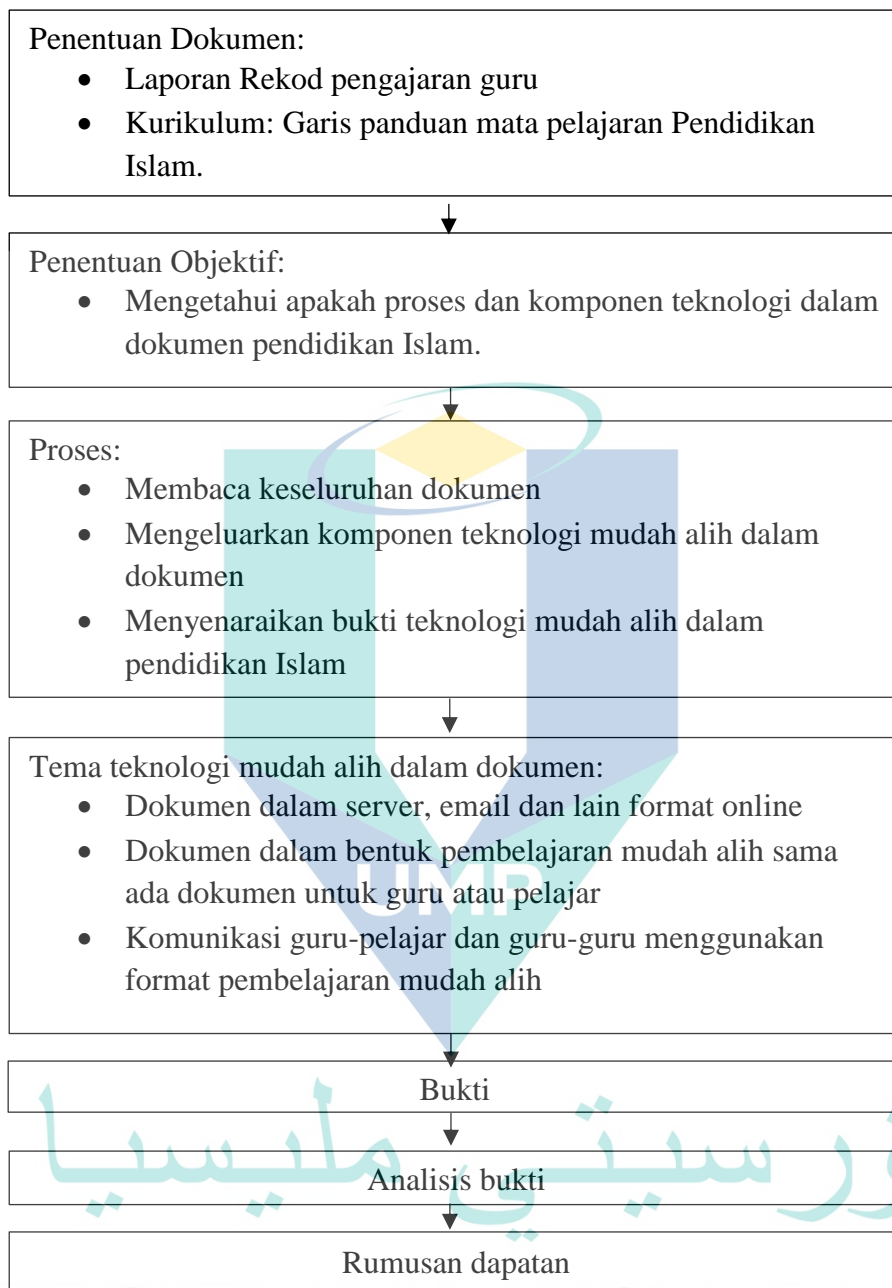 Penentuan Dokumen:
• Laporan Rekod pengajaran guru
• Kurikulum: Garis panduan mata pelajaran Pendidikan
Islam.
Penentuan Objektif:
• Mengetahui apakah proses dan komponen teknologi dalam
dokumen pendidikan Islam.
Proses:
• Membaca keseluruhan dokumen
• Mengeluarkan komponen teknologi mudah alih dalam
dokumen
• Menyenaraikan bukti teknologi mudah alih dalam
pendidikan Islam
Tema teknologi mudah alih dalam dokumen:
• Dokumen dalam server, email dan lain format online
• Dokumen dalam bentuk pembelajaran mudah alih sama
ada dokumen untuk guru atau pelajar
UMP
• Komunikasi guru-pelajar dan guru-guru menggunakan
format pembelajaran mudah alih
Bukti
Analisis bukti
Rumusan dapatan
ورسيتي مليسيا